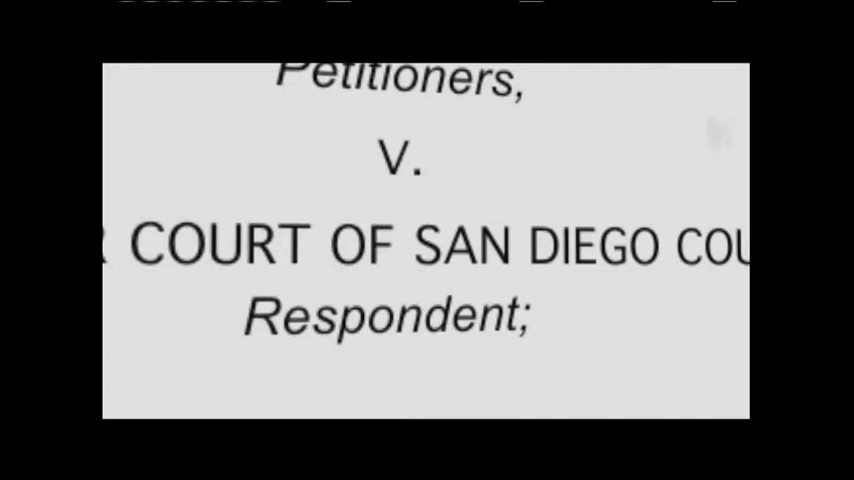 Petitioners,
V.
R COURT OF SAN DIEGO COU
Respondent;